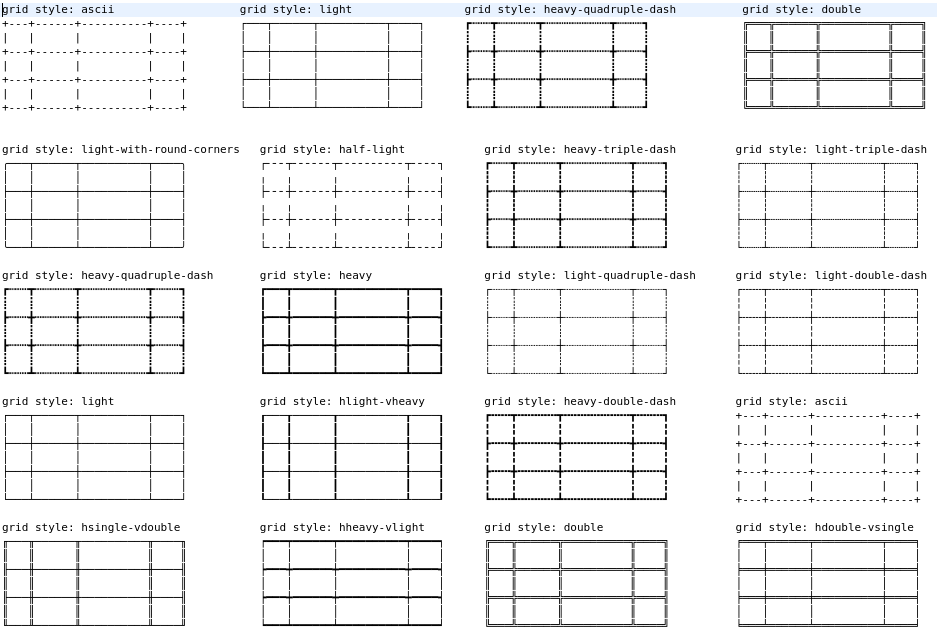 grid style: ascii
grid style: light
grid style: heavy-quadruple-dash
grid style: double
+---+------+----------+----+
|   |      |          |    |
+---+------+----------+----+
|   |      |          |    |
+---+------+----------+----+
|   |      |          |    |
+---+------+----------+----+
grid style: light-with-round-corners
grid style: half-light
grid style: heavy-triple-dash
grid style: light-triple-dash
grid style: heavy-quadruple-dash
grid style: heavy
grid style: light-quadruple-dash
grid style: light-double-dash
grid style: light
grid style: hlight-vheavy
grid style: heavy-double-dash
grid style: ascii
+---+------+----------+----+
|   |      |          |    |
+---+------+----------+----+
|   |      |          |    |
+---+------+----------+----+
|   |      |          |    |
+---+------+----------+----+
grid style: hsingle-vdouble
grid style: hheavy-vlight
grid style: double
grid style: hdouble-vsingle